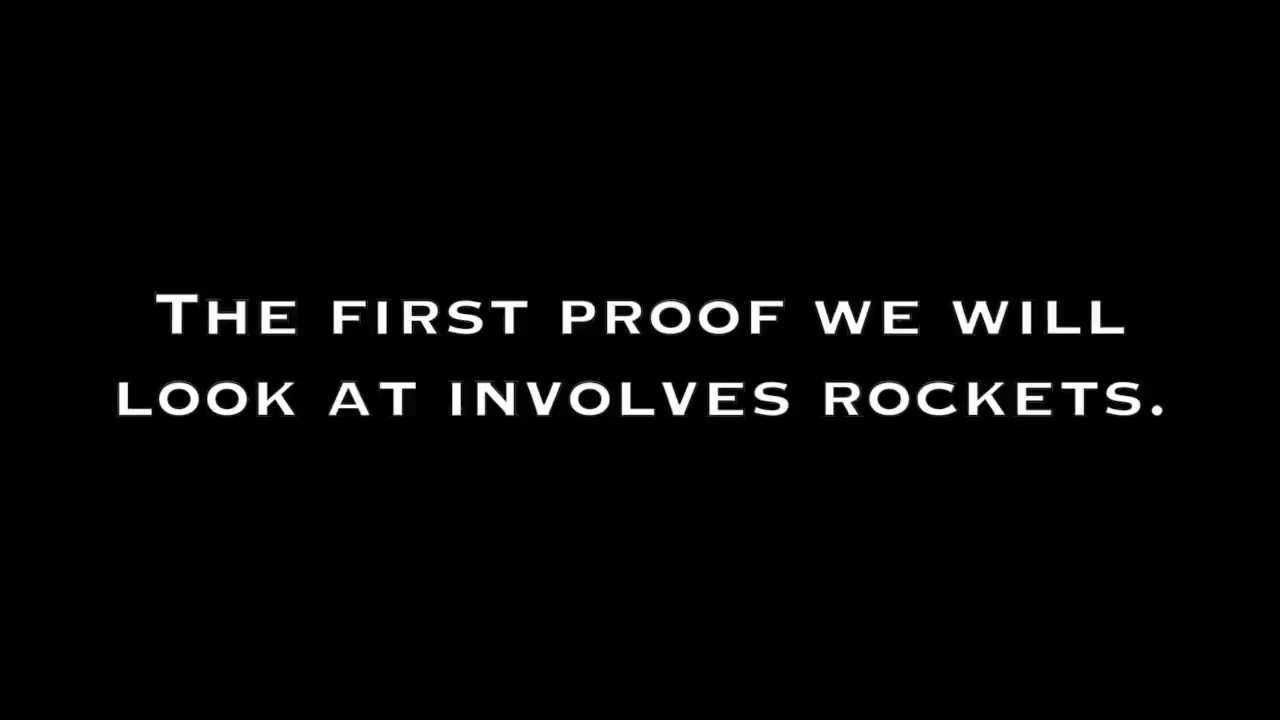 The first proof we will
look at involves rockets.